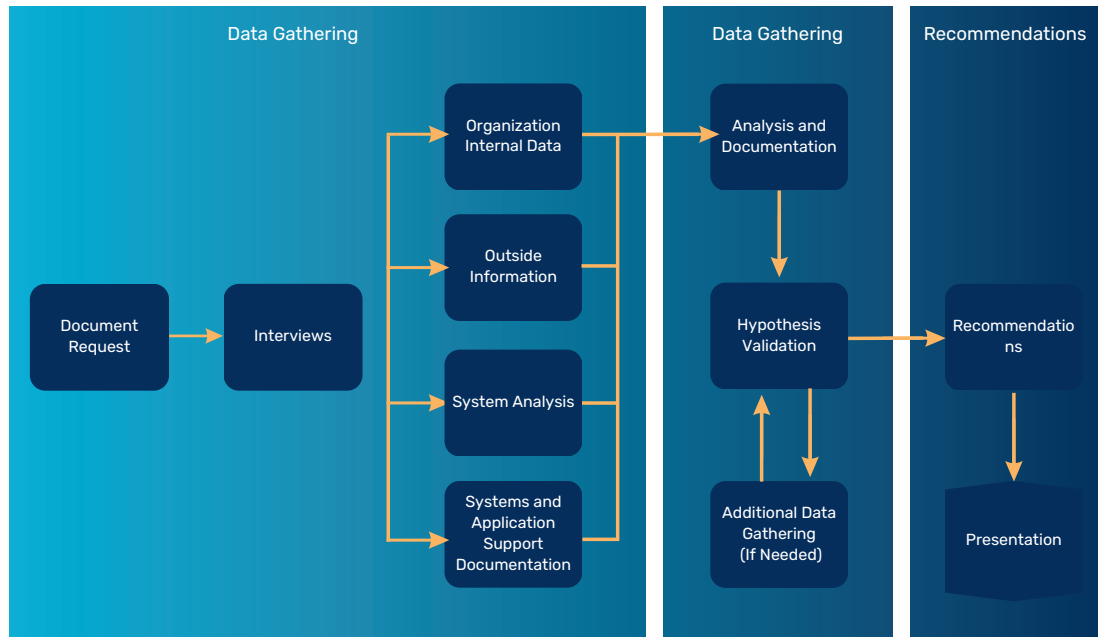 Data Gathering
Document
Request
Interviews
Organization
Internal Data
Outside
Information
System Analysis
Systems and
Application
Support
Documentation
Data Gathering
Analysis and
Documentation
Hypothesis
Validation
Additional Data
Gathering
(If Needed)
Recommendations
Recommendatio
ns
Presentation